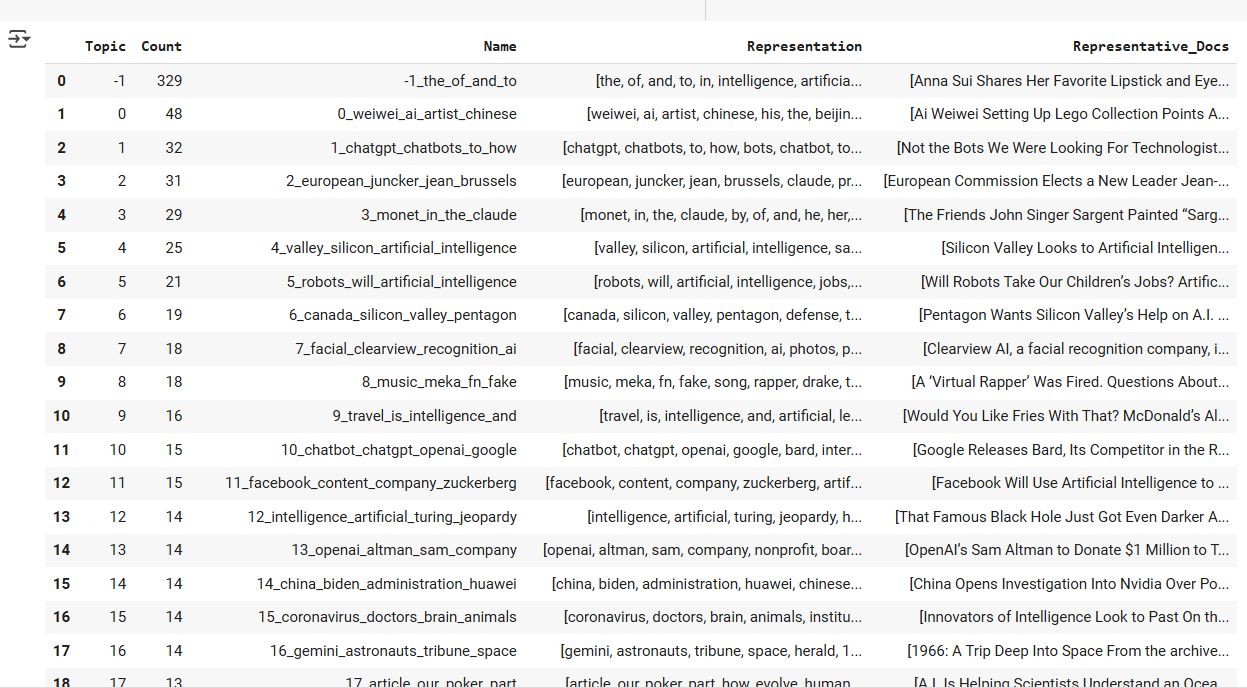 Topic Count Name Representation Representative_Docs
0 -1 329 -1_the_of_and_to [the, of, and, to, in, intelligence, artificia... [Anna Sui Shares Her Favorite Lipstick and Eye...
1 0 48 0_weiwei_ai_artist_chinese [weiwei, ai, artist, chinese, his, the, beijin... [Ai Weiwei Setting Up Lego Collection Points A...
2 1 32 1_chatgpt_chatbots_to_how [chatgpt, chatbots, to, how, bots, chatbot, to... [Not the Bots We Were Looking For Technologist...
3 2 31 2_european_juncker_jean_brussels [european, juncker, jean, brussels, claude, pr... [European Commission Elects a New Leader Jean-...
4 3 29 3_monet_in_the_claude [monet, in, the, claude, by, of, and, he, her,... [The Friends John Singer Sargent Painted “Sarg...
5 4 25 4_valley_silicon_artificial_intelligence [valley, silicon, artificial, intelligence, sa... [Silicon Valley Looks to Artificial Intelligen...
6 5 21 5_robots_will_artificial_intelligence [robots, will, artificial, intelligence, jobs,... [Will Robots Take Our Children’s Jobs? Artific...
7 6 19 6_canada_silicon_valley_pentagon [canada, silicon, valley, pentagon, defense, t... [Pentagon Wants Silicon Valley’s Help on A.I. ...
8 7 18 7_facial_clearview_recognition_ai [facial, clearview, recognition, ai, photos, p... [Clearview AI, a facial recognition company, i...
9 8 18 8_music_meka_fn_fake [music, meka, fn, fake, song, rapper, drake, t... [A ‘Virtual Rapper’ Was Fired. Questions About...
10 9 16 9_travel_is_intelligence_and [travel, is, intelligence, and, artificial, le... [Would You Like Fries With That? McDonald’s Al...
11 10 15 10_chatbot_chatgpt_openai_google [chatbot, chatgpt, openai, google, bard, inter... [Google Releases Bard, Its Competitor in the R...
12 11 15 11_facebook_content_company_zuckerberg [facebook, content, company, zuckerberg, artif... [Facebook Will Use Artificial Intelligence to ...
13 12 14 12_intelligence_artificial_turing_jeopardy [intelligence, artificial, turing, jeopardy, h... [That Famous Black Hole Just Got Even Darker A...
14 13 14 13_openai_altman_sam_company [openai, altman, sam, company, nonprofit, boar... [OpenAI’s Sam Altman to Donate $1 Million to T...
15 14 14 14_china_biden_administration_huawei [china, biden, administration, huawei, chinese... [China Opens Investigation Into Nvidia Over Po...
16 15 14 15_coronavirus_doctors_brain_animals [coronavirus, doctors, brain, animals, institu... [Innovators of Intelligence Look to Past On th...
17 16 14 16_gemini_astronauts_tribune_space [gemini, astronauts, tribune, space, herald, 1... [1966: A Trip Deep Into Space From the archive...
18 17 13 17_article_our_poker_part [article, our, poker, part, how, evolve, human... [A.I. Is Helping Scientists Understand an Ocea...